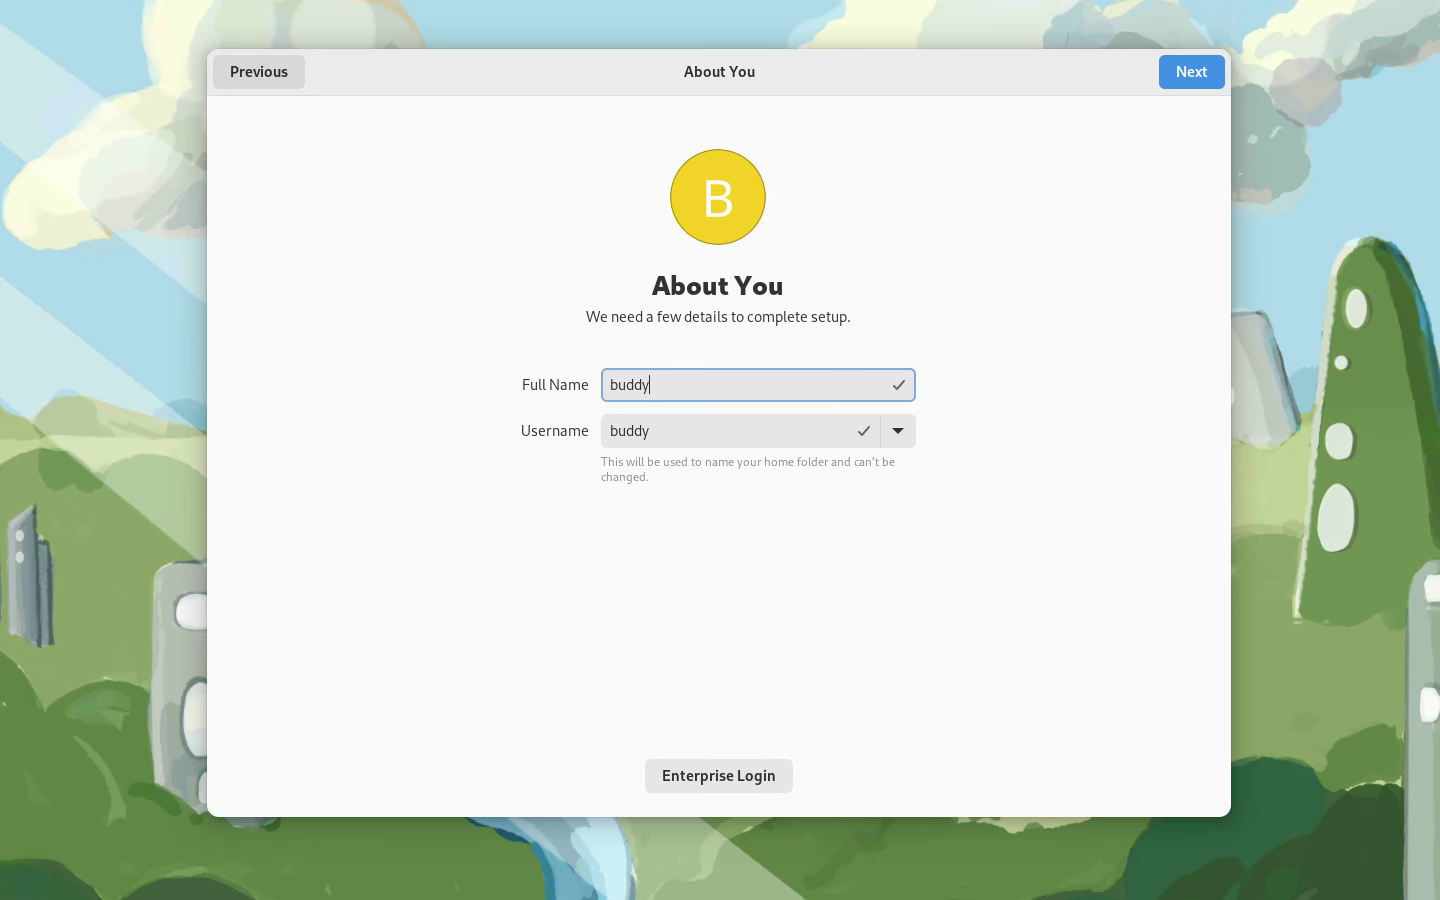 Previous
About You
Next
B
About You
We need a few details to complete setup.
Full Name
buddy
Username
buddy
This will be used to name your home folder and can't be
changed.
Enterprise Login